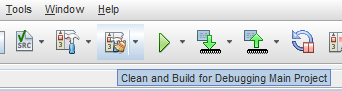 Tools Window Help
SRC
Clean and Build for Debugging Main Project